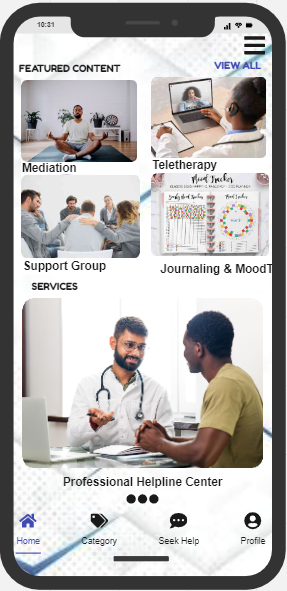 10:31
FEATURED CONTENT
VIEW ALL
Mediation
Teletherapy
Mood Tracker
Support Group
Journaling & MoodT
SERVICES
Professional Helpline Center
Home
Category
Seek Help
Profile